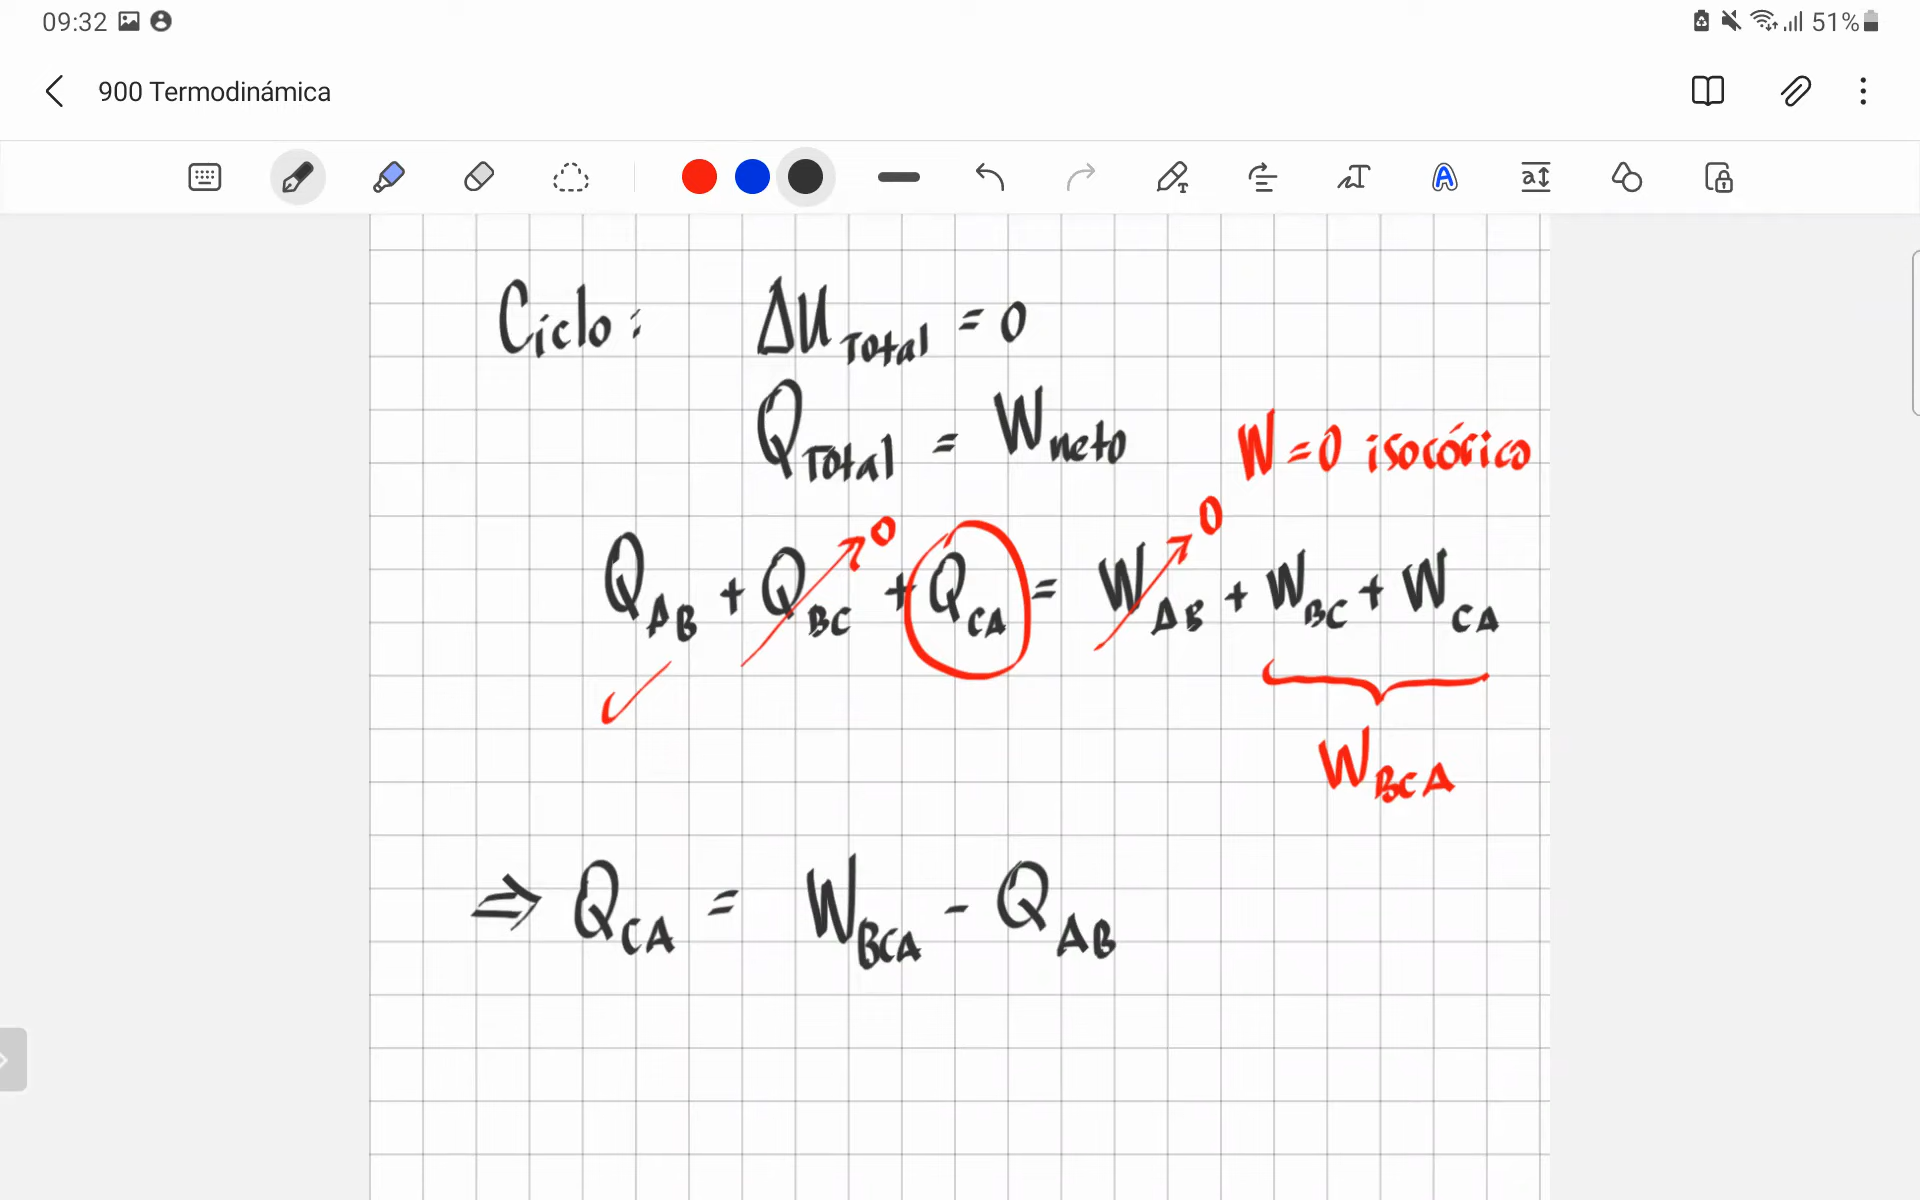 09:32
51%
900 Termodinámica
Ciclo: ΔU Total = 0
Q Total = W neto
W = 0 isocórico
0 0
Q AB + Q BC + Q CA = W AB + W BC + W CA
W BCA
⇒ Q CA = W BCA - Q AB